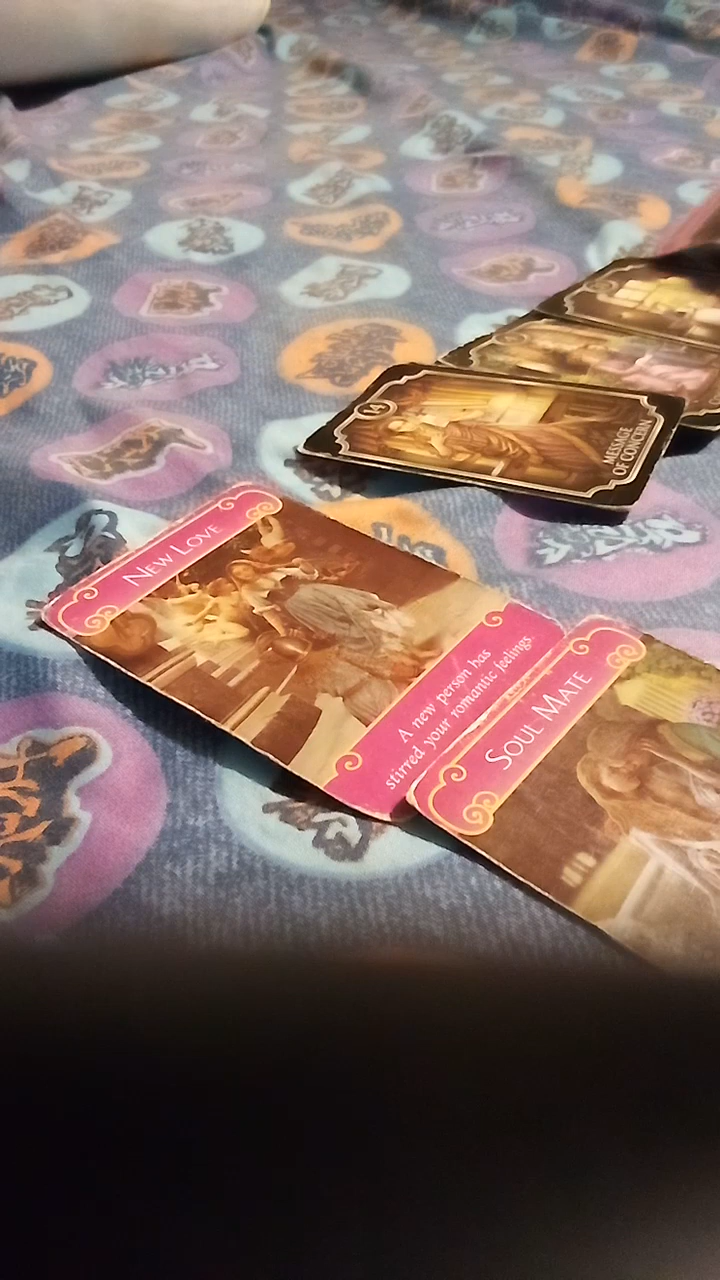 14
MESSAGE
OF CONCERN
NEW LOVE
A new person has
stirred your romantic feelings.
SOUL MATE